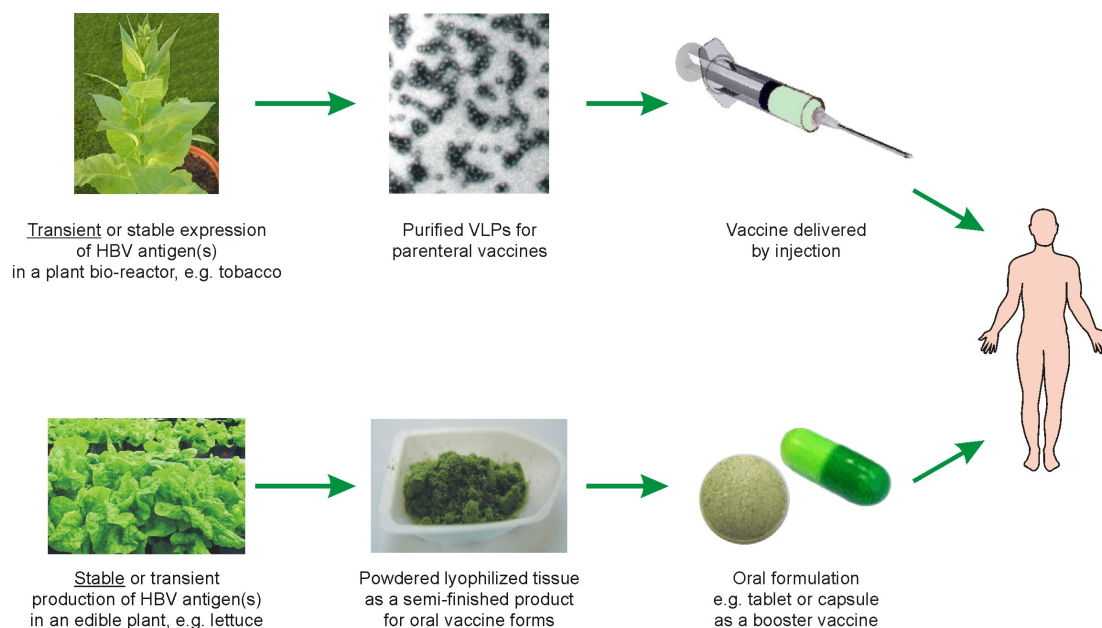 Transient or stable expression
of HBV antigen(s)
in a plant bio-reactor, e.g. tobacco
Purified VLPs for
parenteral vaccines
Vaccine delivered
by injection
Stable or transient
production of HBV antigen(s)
in an edible plant, e.g. lettuce
Powdered lyophilized tissue
as a semi-finished product
for oral vaccine forms
Oral formulation
e.g. tablet or capsule
as a booster vaccine